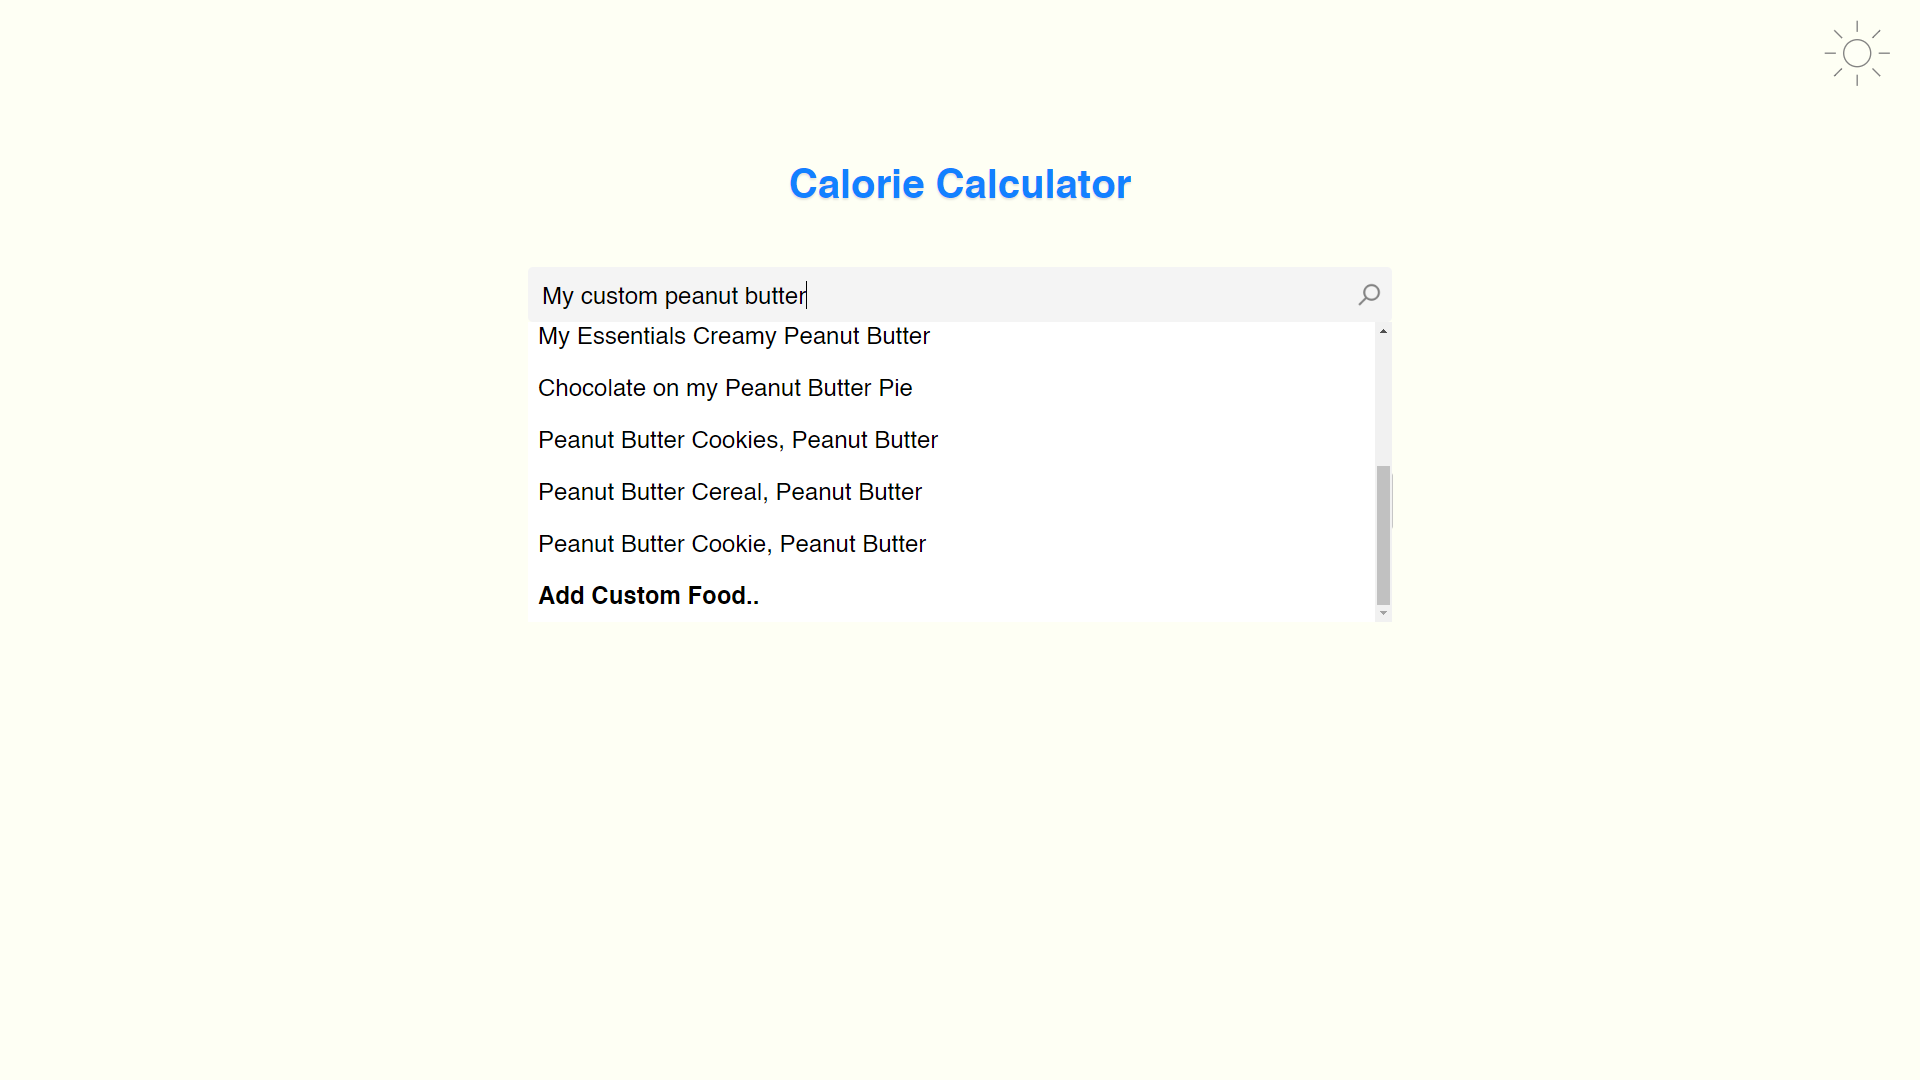 Calorie Calculator
My custom peanut butter
My Essentials Creamy Peanut Butter
Chocolate on my Peanut Butter Pie
Peanut Butter Cookies, Peanut Butter
Peanut Butter Cereal, Peanut Butter
Peanut Butter Cookie, Peanut Butter
Add Custom Food..